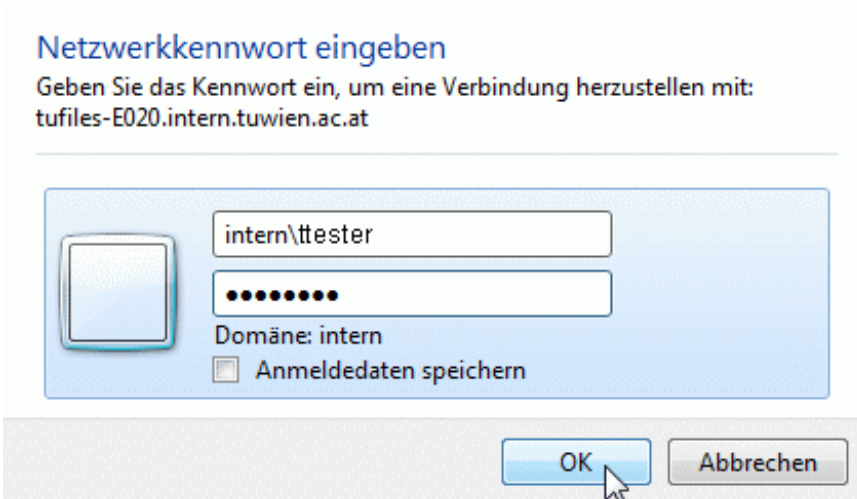 Netzwerkkennwort eingeben
Geben Sie das Kennwort ein, um eine Verbindung herzustellen mit:
tufiles-E020.intern.tuwien.ac.at
intern\ttester
●●●●●●●●
Domäne: intern
Anmeldedaten speichern
OK
Abbrechen